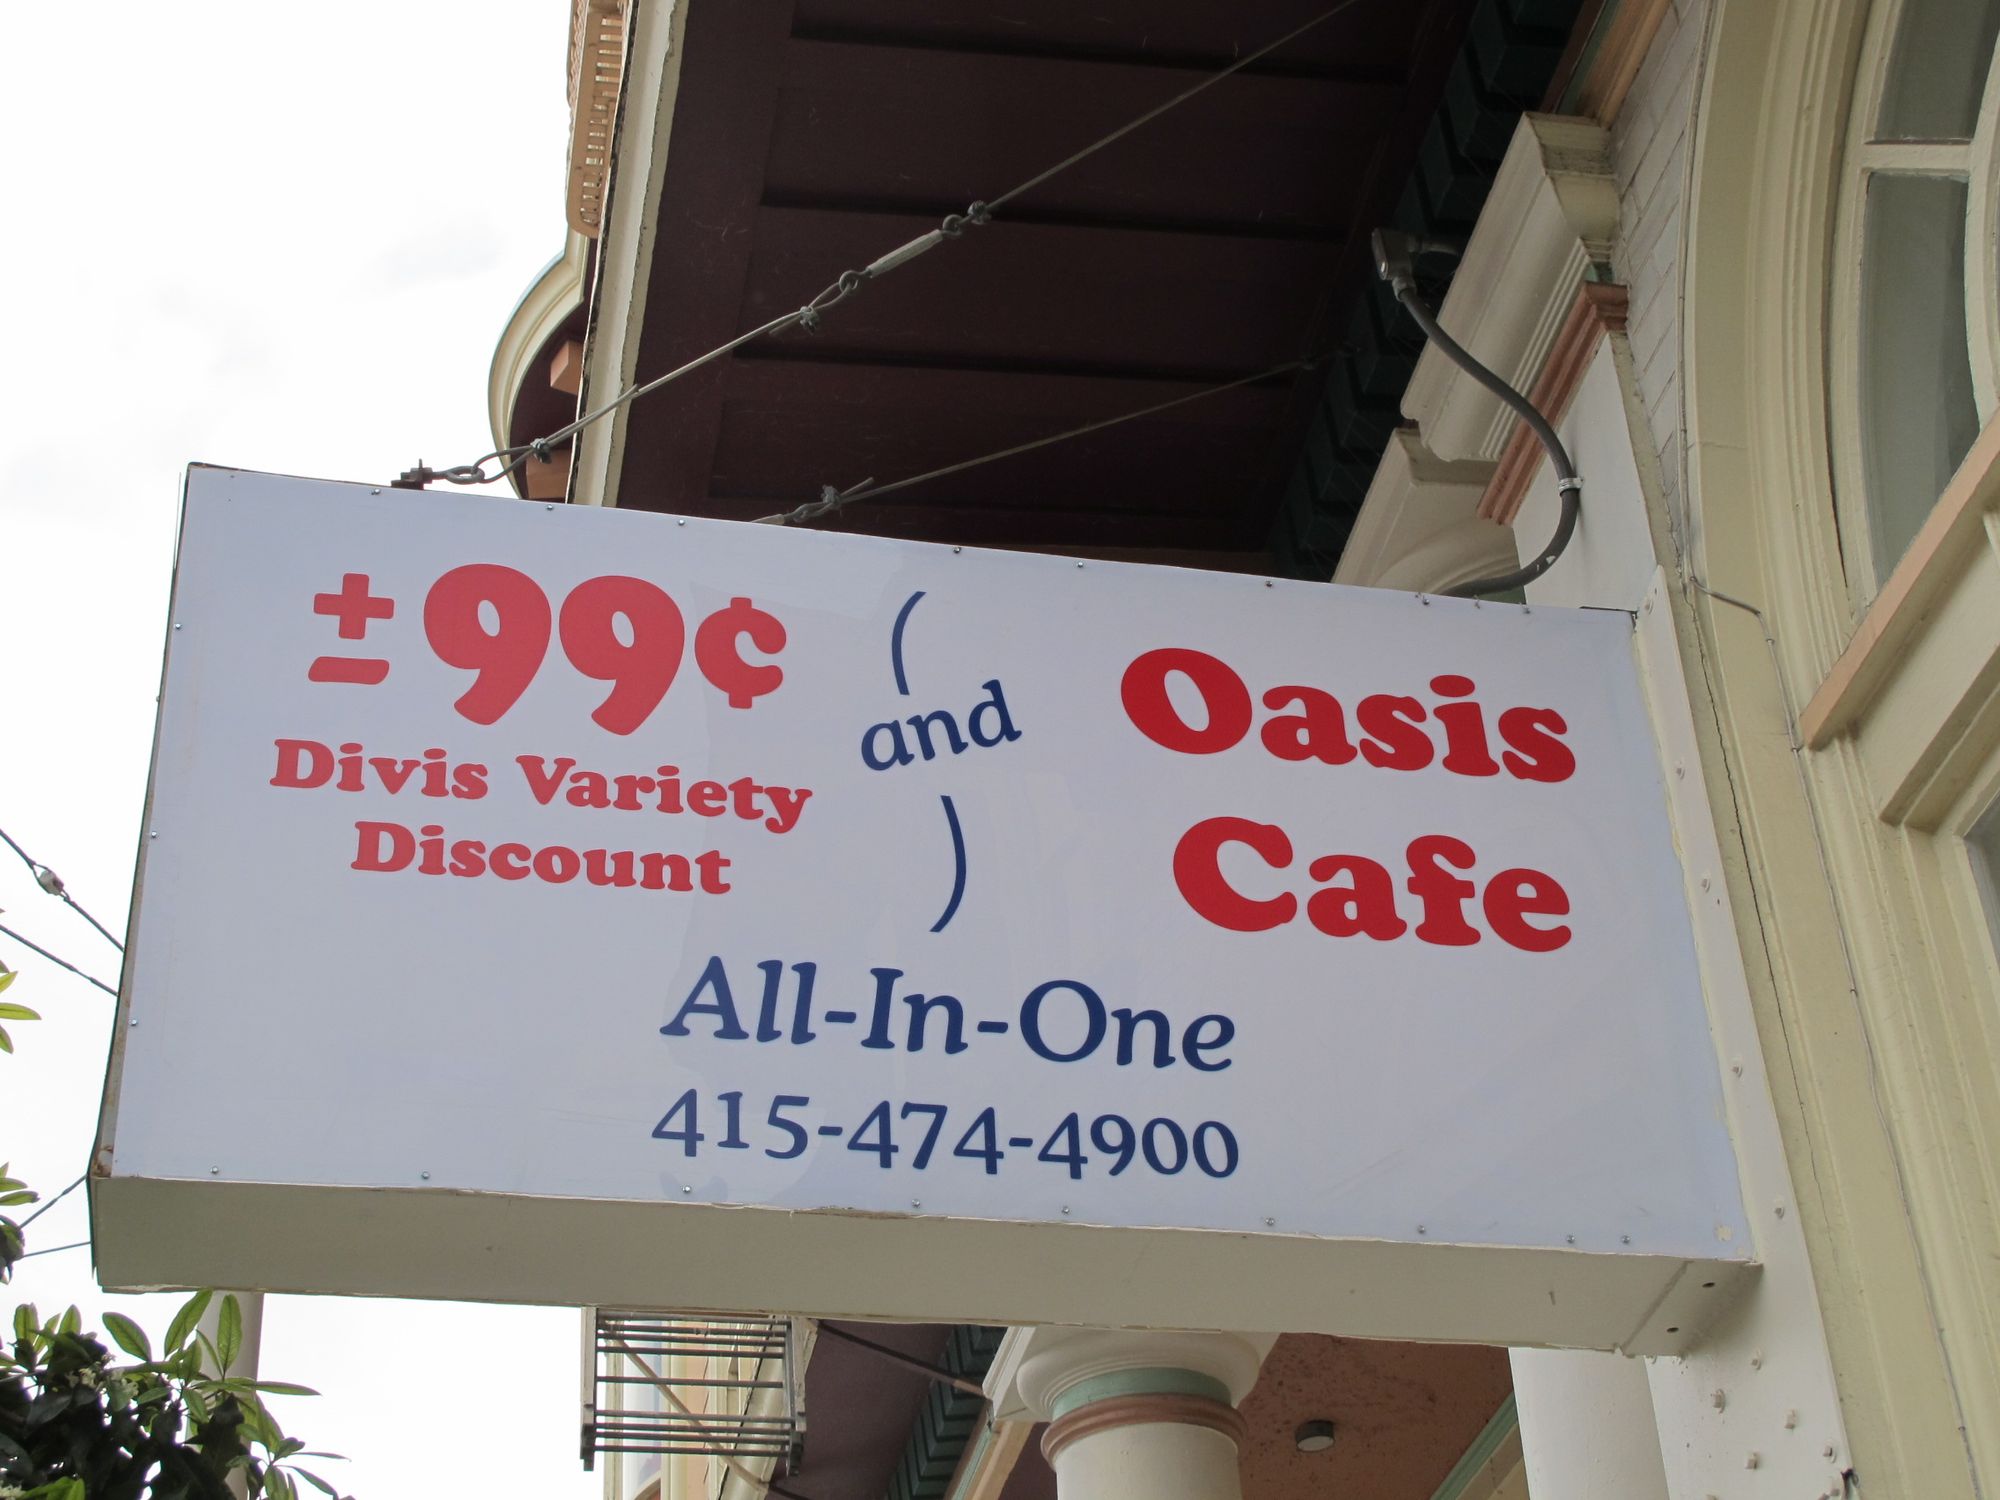 ± 99¢
Divis Variety
Discount
( and )
Oasis
Cafe
All-In-One
415-474-4900